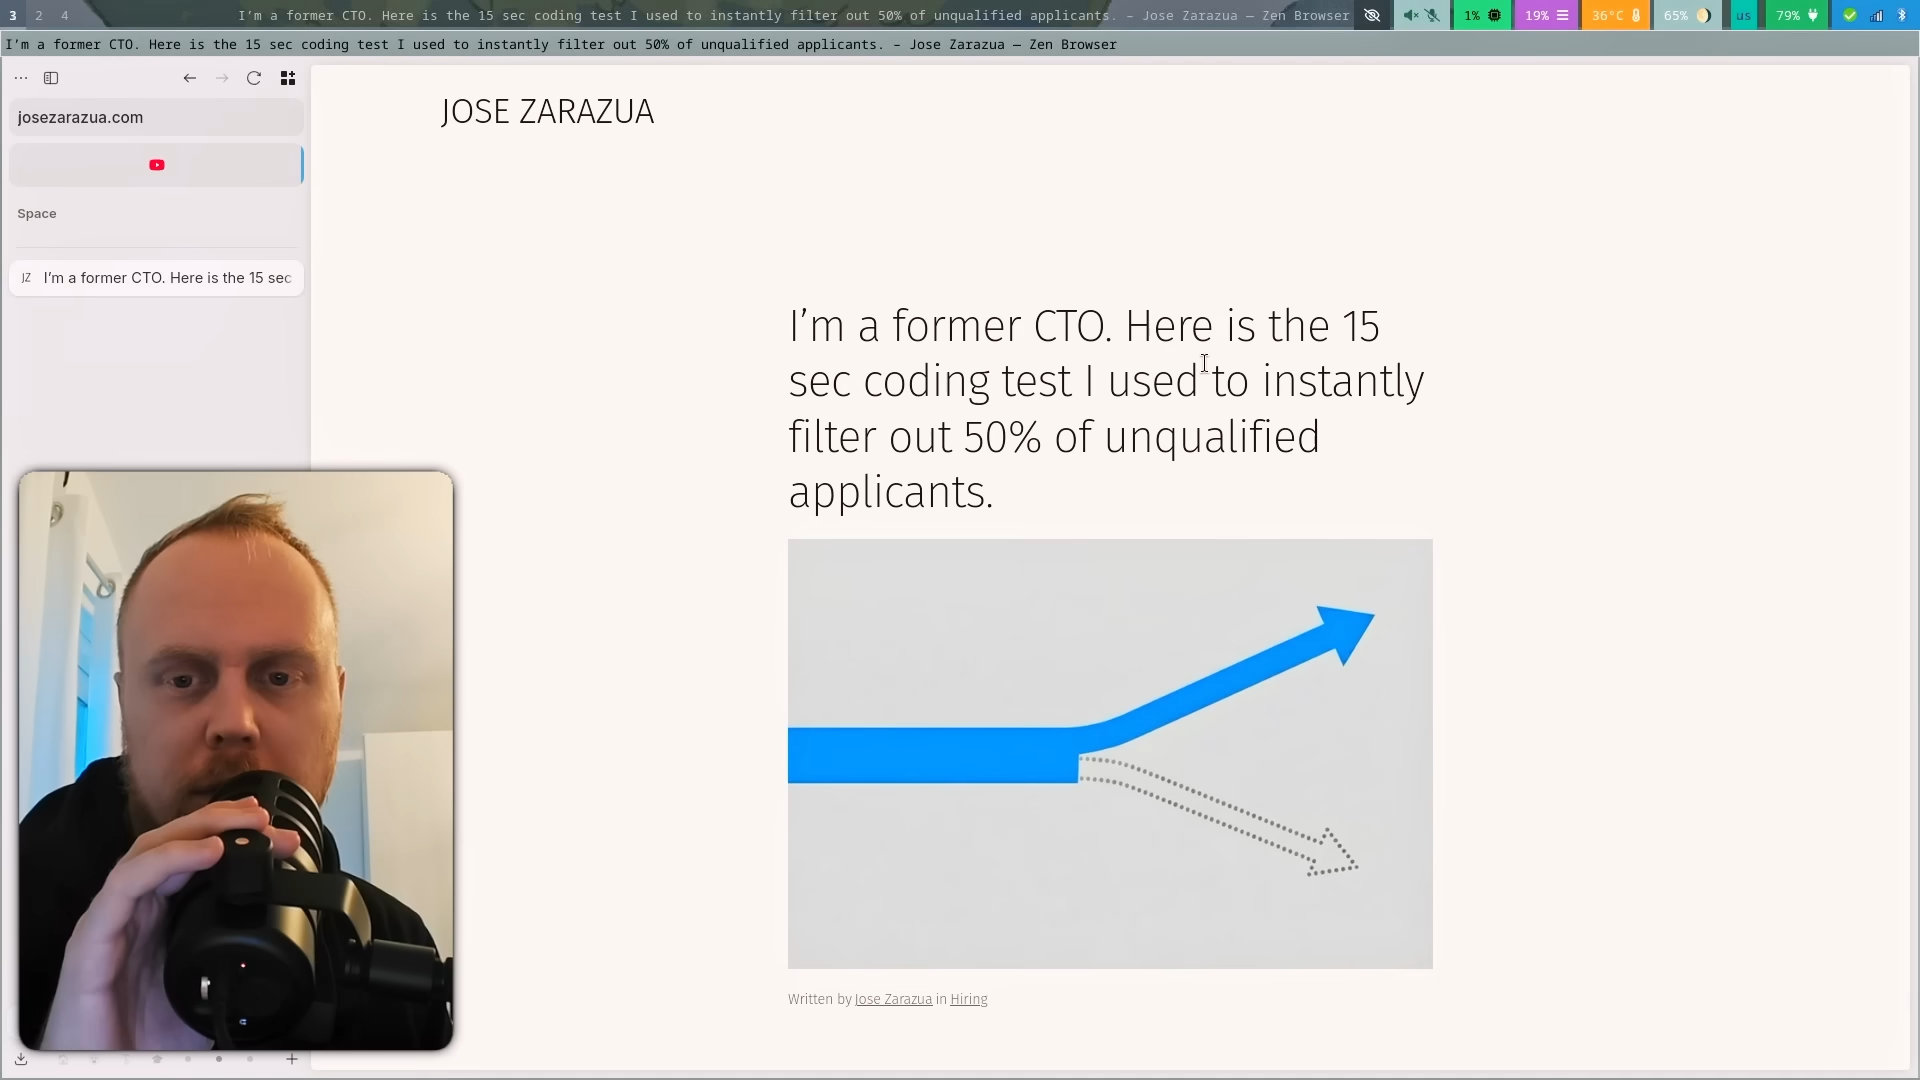 3 2 4 I’m a former CTO. Here is the 15 sec coding test I used to instantly filter out 50% of unqualified applicants. – Jose Zarazua — Zen Browser 1% 19% 36°C 65% us 79%
I’m a former CTO. Here is the 15 sec coding test I used to instantly filter out 50% of unqualified applicants. – Jose Zarazua — Zen Browser
josezarazua.com
Space
JZ I’m a former CTO. Here is the 15 sec
JOSE ZARAZUA
I’m a former CTO. Here is the 15
sec coding test I used to instantly
filter out 50% of unqualified
applicants.
Written by Jose Zarazua in Hiring